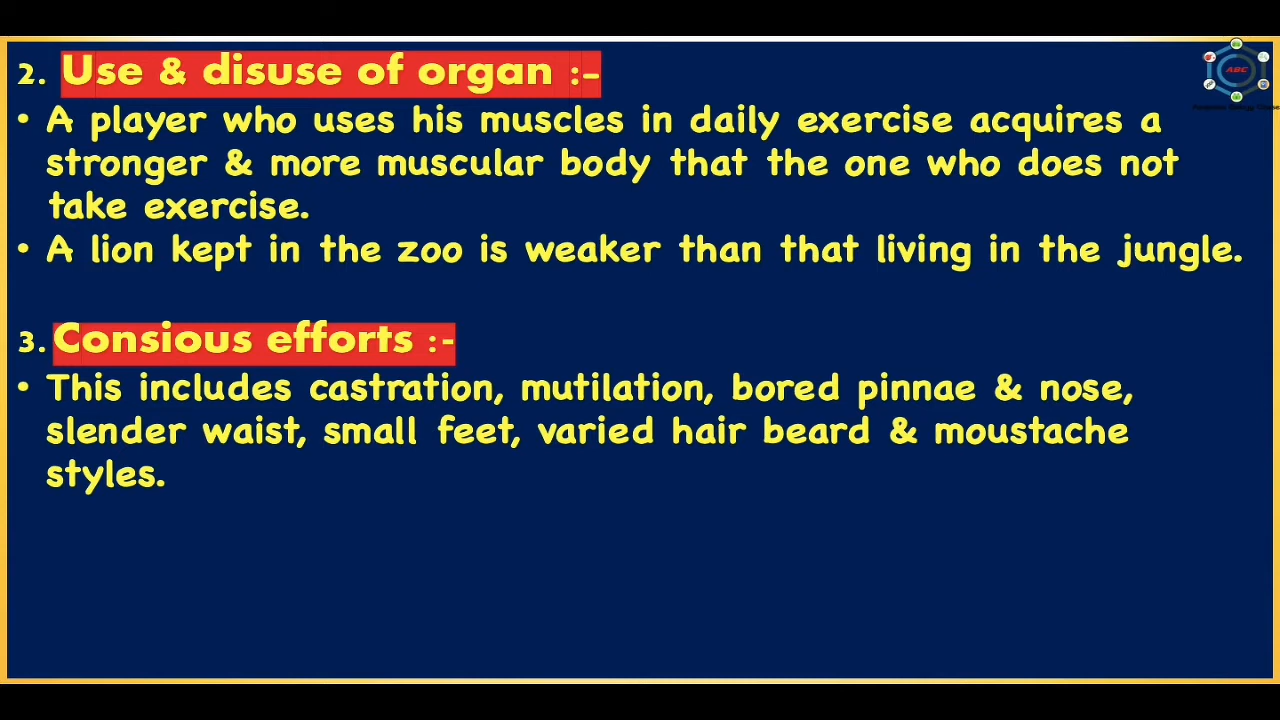 2. Use & disuse of organ :-
• A player who uses his muscles in daily exercise acquires a
stronger & more muscular body that the one who does not
take exercise.
• A lion kept in the zoo is weaker than that living in the jungle.
3. Consious efforts :-
• This includes castration, mutilation, bored pinnae & nose,
slender waist, small feet, varied hair beard & moustache
styles.
ABC